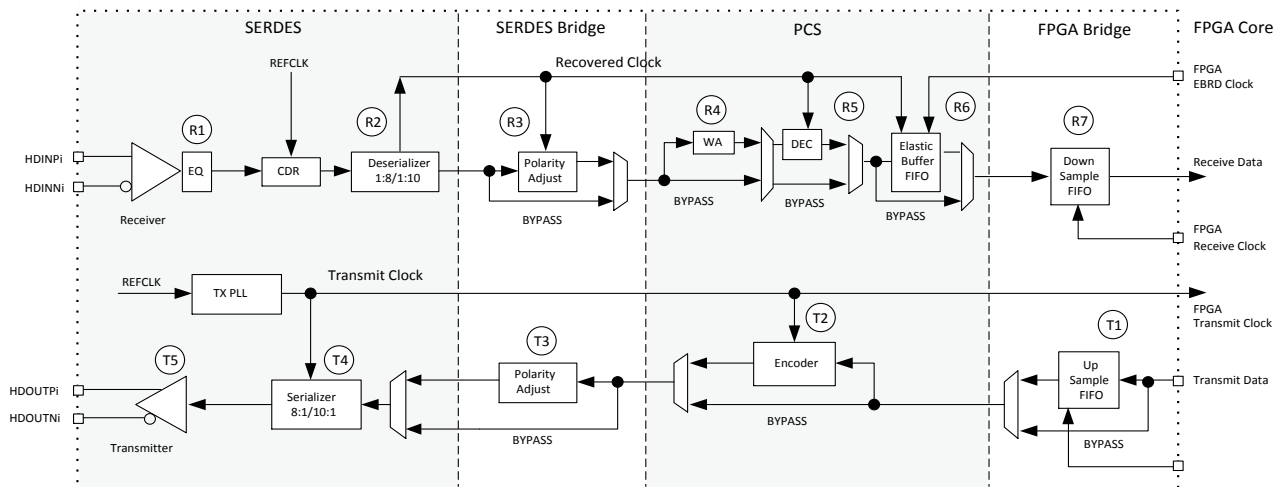 SERDES
SERDES Bridge
PCS
FPGA Bridge
FPGA Core
REFCLK
Recovered Clock
FPGA
EBRD Clock
R1
R2
R3
R4
R5
R6
R7
HDINPi
HDINNi
EQ
CDR
Deserializer
1:8/1:10
Polarity
Adjust
WA
DEC
Elastic
Buffer
FIFO
Down
Sample
FIFO
Receive Data
Receiver
BYPASS
BYPASS
BYPASS
BYPASS
FPGA
Receive Clock
REFCLK
TX PLL
Transmit Clock
FPGA
Transmit Clock
T5
T4
T3
T2
T1
HDOUTPi
HDOUTNi
Serializer
8:1/10:1
Polarity
Adjust
Encoder
Up
Sample
FIFO
Transmit Data
Transmitter
BYPASS
BYPASS
BYPASS